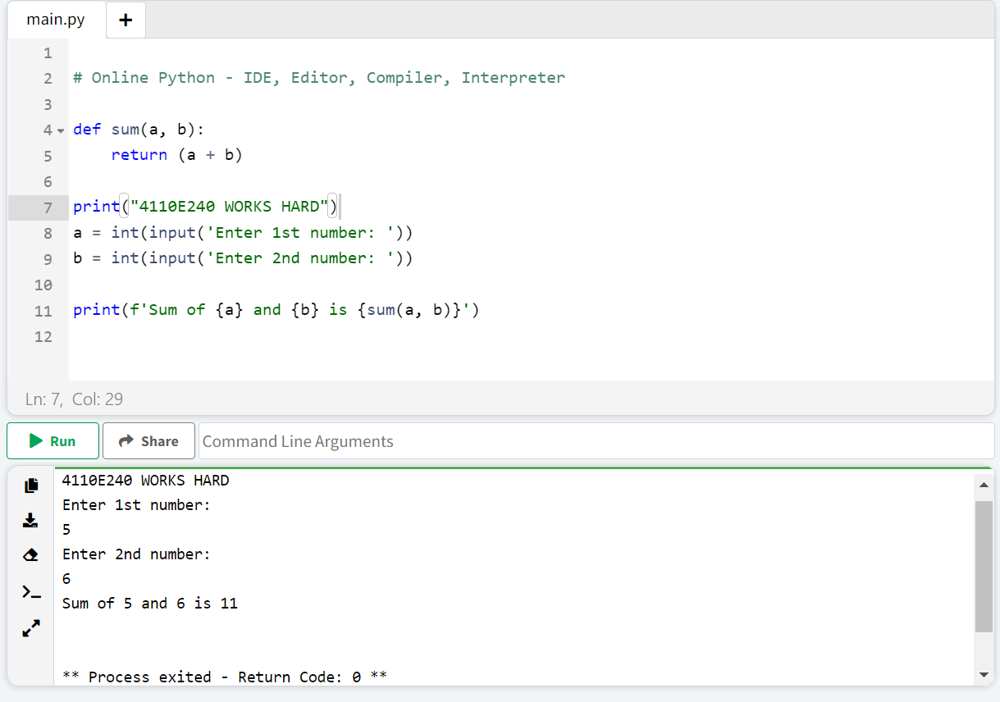 main.py +
1
2 # Online Python - IDE, Editor, Compiler, Interpreter
3
4 def sum(a, b):
5     return (a + b)
6
7 print("4110E240 WORKS HARD")
8 a = int(input('Enter 1st number: '))
9 b = int(input('Enter 2nd number: '))
10
11 print(f'Sum of {a} and {b} is {sum(a, b)}')
12
Ln: 7, Col: 29
Run Share Command Line Arguments
4110E240 WORKS HARD
Enter 1st number:
5
Enter 2nd number:
6
Sum of 5 and 6 is 11
** Process exited - Return Code: 0 **